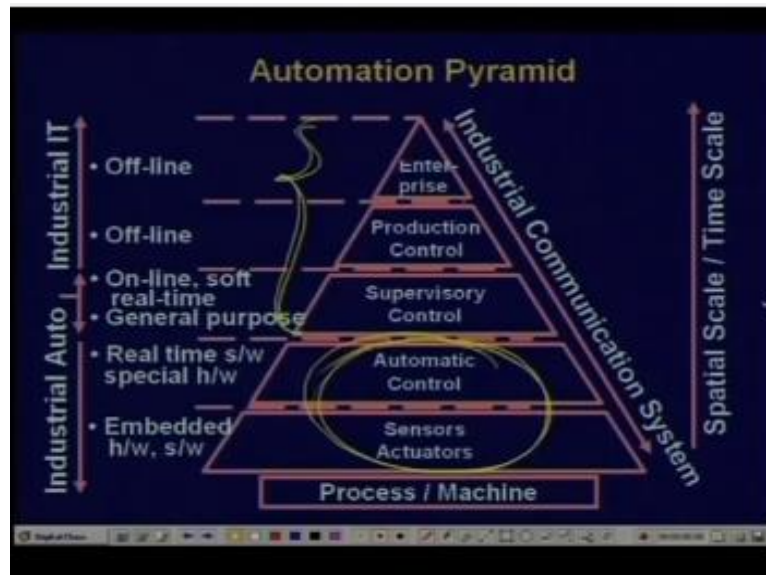 Automation Pyramid
Industrial IT
Industrial Auto
• Off-line
• Off-line
• On-line, soft
real-time
• General purpose
• Real time s/w
special h/w
• Embedded
h/w, s/w
Enter-
prise
Production
Control
Supervisory
Control
Automatic
Control
Sensors
Actuators
Process / Machine
Industrial Communication System
Spatial Scale / Time Scale